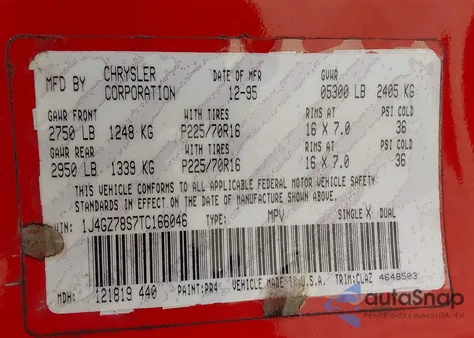 MFD BY CHRYSLER CORPORATION DATE OF MFR 12-95 GVWR 05300 LB 2405 KG
GAWR FRONT WITH TIRES RIMS AT PSI COLD
2750 LB 1248 KG P225/70R16 16 X 7.0 36
GAWR REAR WITH TIRES RIMS AT PSI COLD
2950 LB 1339 KG P225/70R16 16 X 7.0 36
THIS VEHICLE CONFORMS TO ALL APPLICABLE FEDERAL MOTOR VEHICLE SAFETY
STANDARDS IN EFFECT ON THE DATE OF MANUFACTURE SHOWN ABOVE.
VIN: 1J4GZ78S7TC166046 TYPE: MPV SINGLE X DUAL
MDH: 121819 440 PAINT:PR4 VEHICLE MADE IN U.S.A. TRIM:CLAZ 4648503
autoSnap